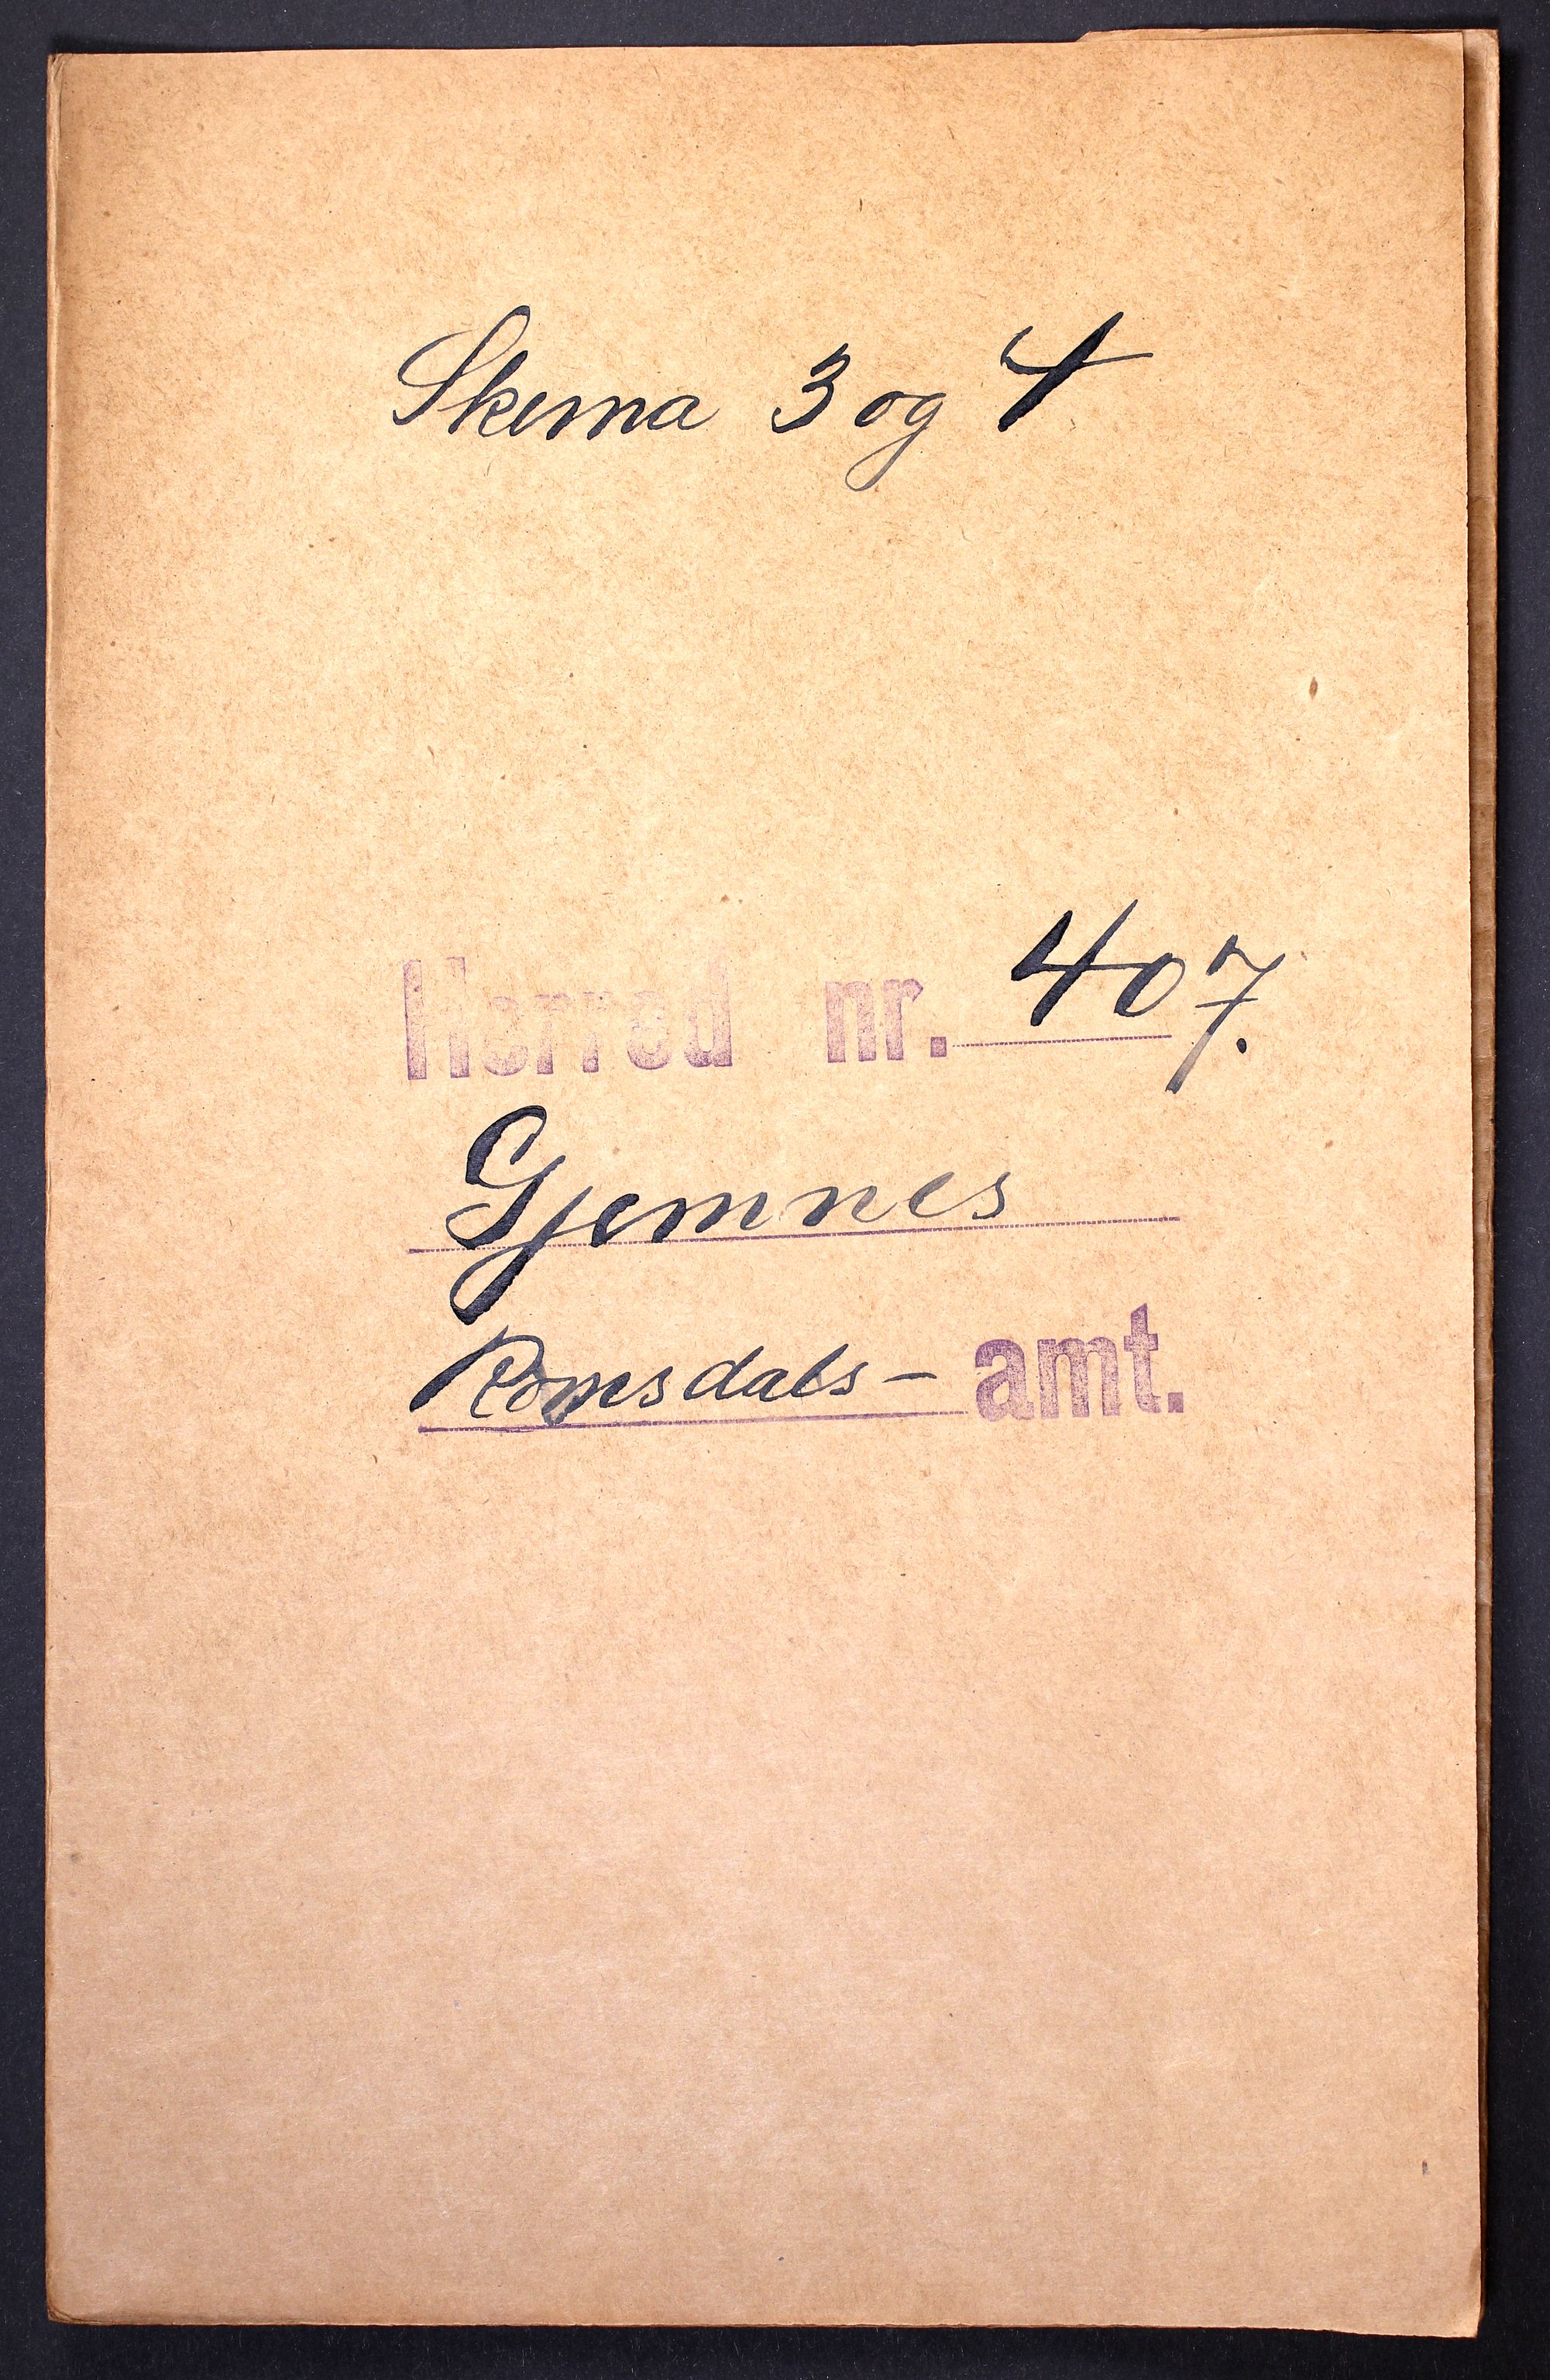 Skema 3 og 4
Herred nr. 407.
Gjemnes
Romsdals - amt.